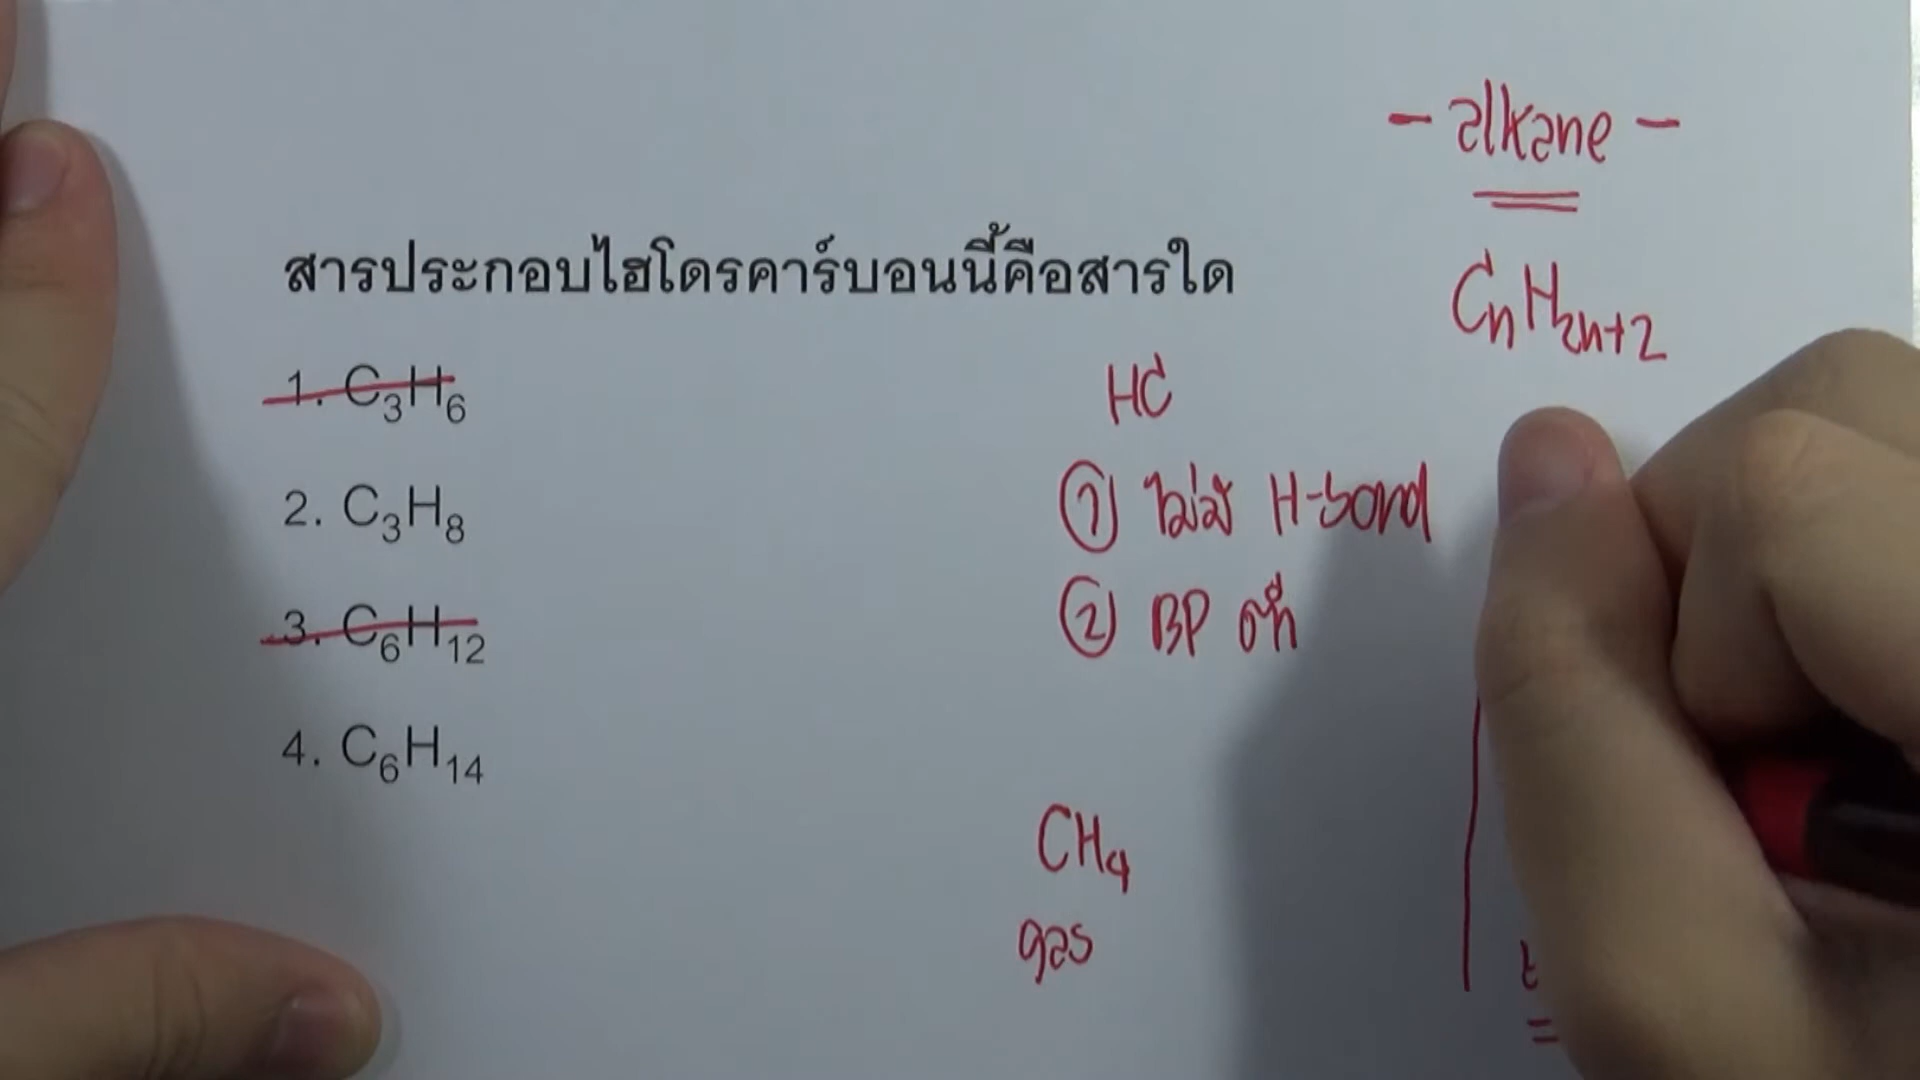 - alkane -
CnH2n+2
สารประกอบไฮโดรคาร์บอนนี้คือสารใด
1. C3H6
2. C3H8
3. C6H12
4. C6H14
HC
① ไม่มี H-bond
② BP ต่ำ
CH4
gas